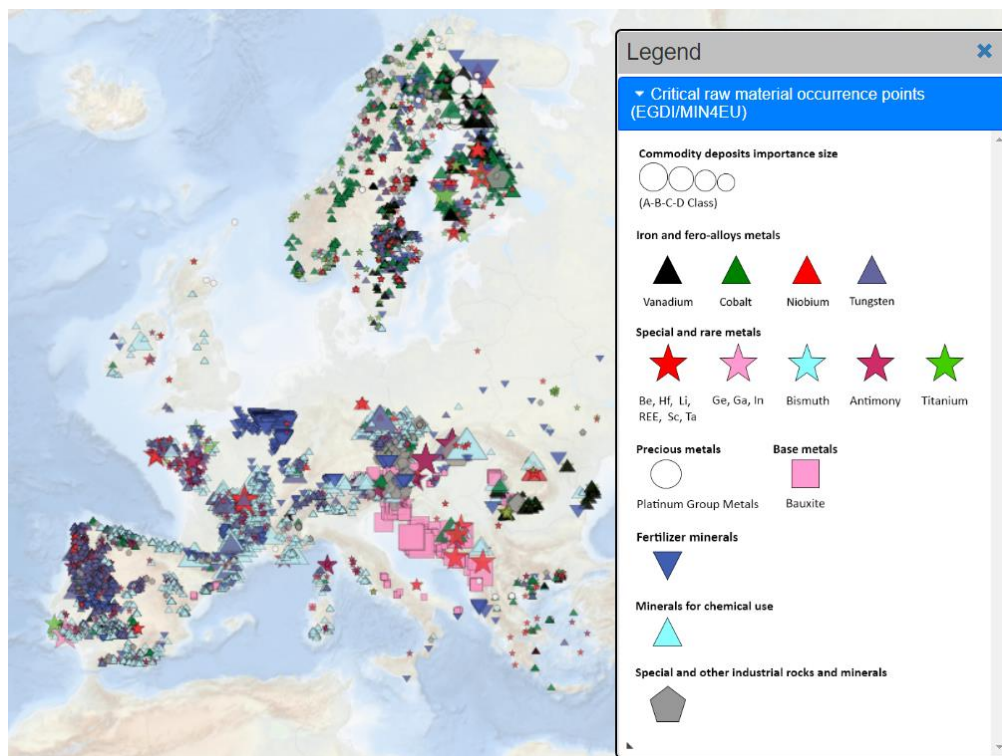 Legend
Critical raw material occurrence points
(EGDI/MIN4EU)
Commodity deposits importance size
(A-B-C-D Class)
Iron and fero-alloys metals
Vanadium Cobalt Niobium Tungsten
Special and rare metals
Be, Hf, Li, Ge, Ga, In Bismuth Antimony Titanium
REE, Sc, Ta
Precious metals Base metals
Platinum Group Metals Bauxite
Fertilizer minerals
Minerals for chemical use
Special and other industrial rocks and minerals